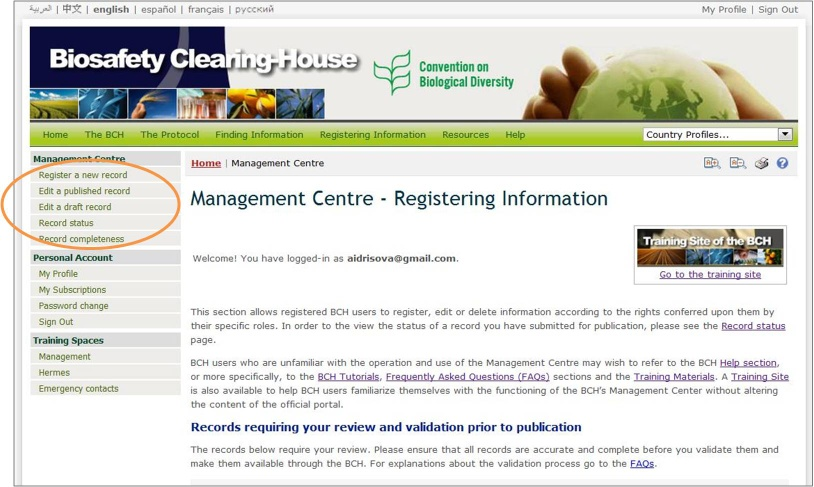 العربية | 中文 | english | español | français | русский
My Profile | Sign Out
Biosafety Clearing-House
Convention on
Biological Diversity
Home The BCH The Protocol Finding Information Registering Information Resources Help
Country Profiles...
Management Centre
Register a new record
Edit a published record
Edit a draft record
Record status
Record completeness
Personal Account
My Profile
My Subscriptions
Password change
Sign Out
Training Spaces
Management
Hermes
Emergency contacts
Home | Management Centre
Management Centre - Registering Information
Welcome! You have logged-in as aidrisova@gmail.com.
Training Site of the BCH
Go to the training site
This section allows registered BCH users to register, edit or delete information according to the rights conferred upon them by
their specific roles. In order to the view the status of a record you have submitted for publication, please see the Record status
page.
BCH users who are unfamiliar with the operation and use of the Management Centre may wish to refer to the BCH Help section,
or more specifically, to the BCH Tutorials, Frequently Asked Questions (FAQs) sections and the Training Materials. A Training Site
is also available to help BCH users familiarize themselves with the functioning of the BCH's Management Center without altering
the content of the official portal.
Records requiring your review and validation prior to publication
The records below require your review. Please ensure that all records are accurate and complete before you validate them and
make them available through the BCH. For explanations about the validation process go to the FAQs.